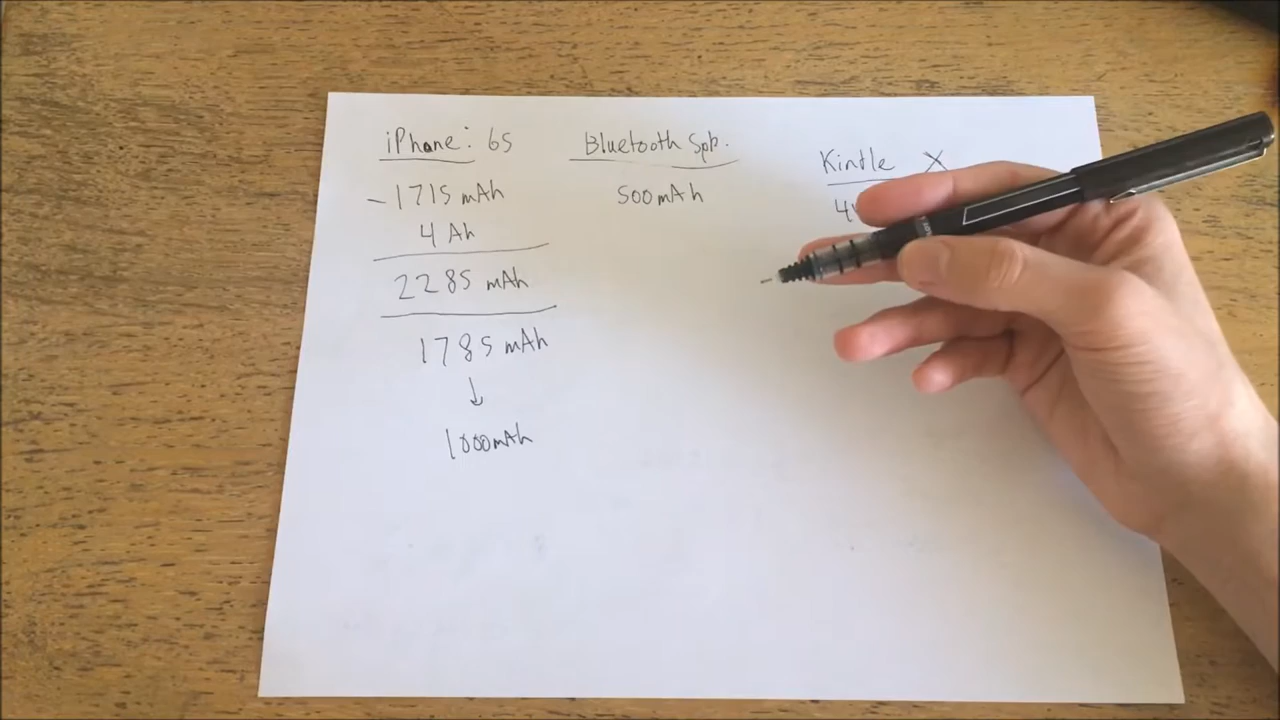 iPhone: 6S
- 1715 mAh
4 Ah
2285 mAh
1785 mAh
↓
1000mAh
Bluetooth Spk.
500mAh
Kindle X